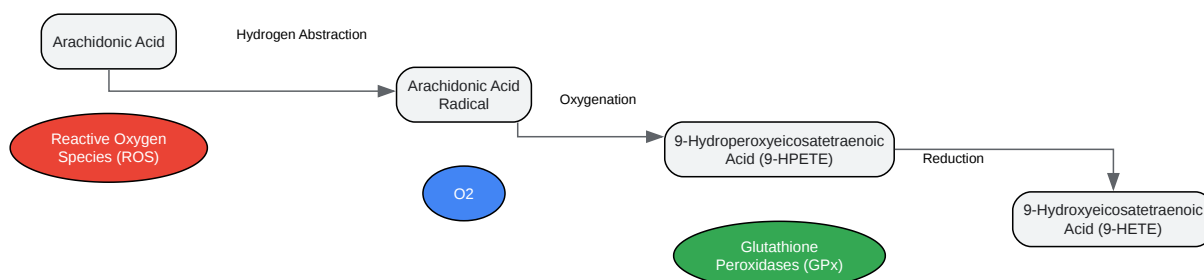 Arachidonic Acid
Hydrogen Abstraction
Arachidonic Acid
Radical
Oxygenation
Reactive Oxygen
Species (ROS)
9-Hydroperoxyeicosatetraenoic
Acid (9-HPETE)
Reduction
O2
9-Hydroxyeicosatetraenoic
Acid (9-HETE)
Glutathione
Peroxidases (GPx)